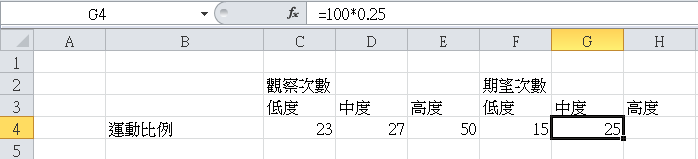 G4 fx =100*0.25
A B C D E F G H
1
2 觀察次數 期望次數
3 低度 中度 高度 低度 中度 高度
4 運動比例 23 27 50 15 25
5